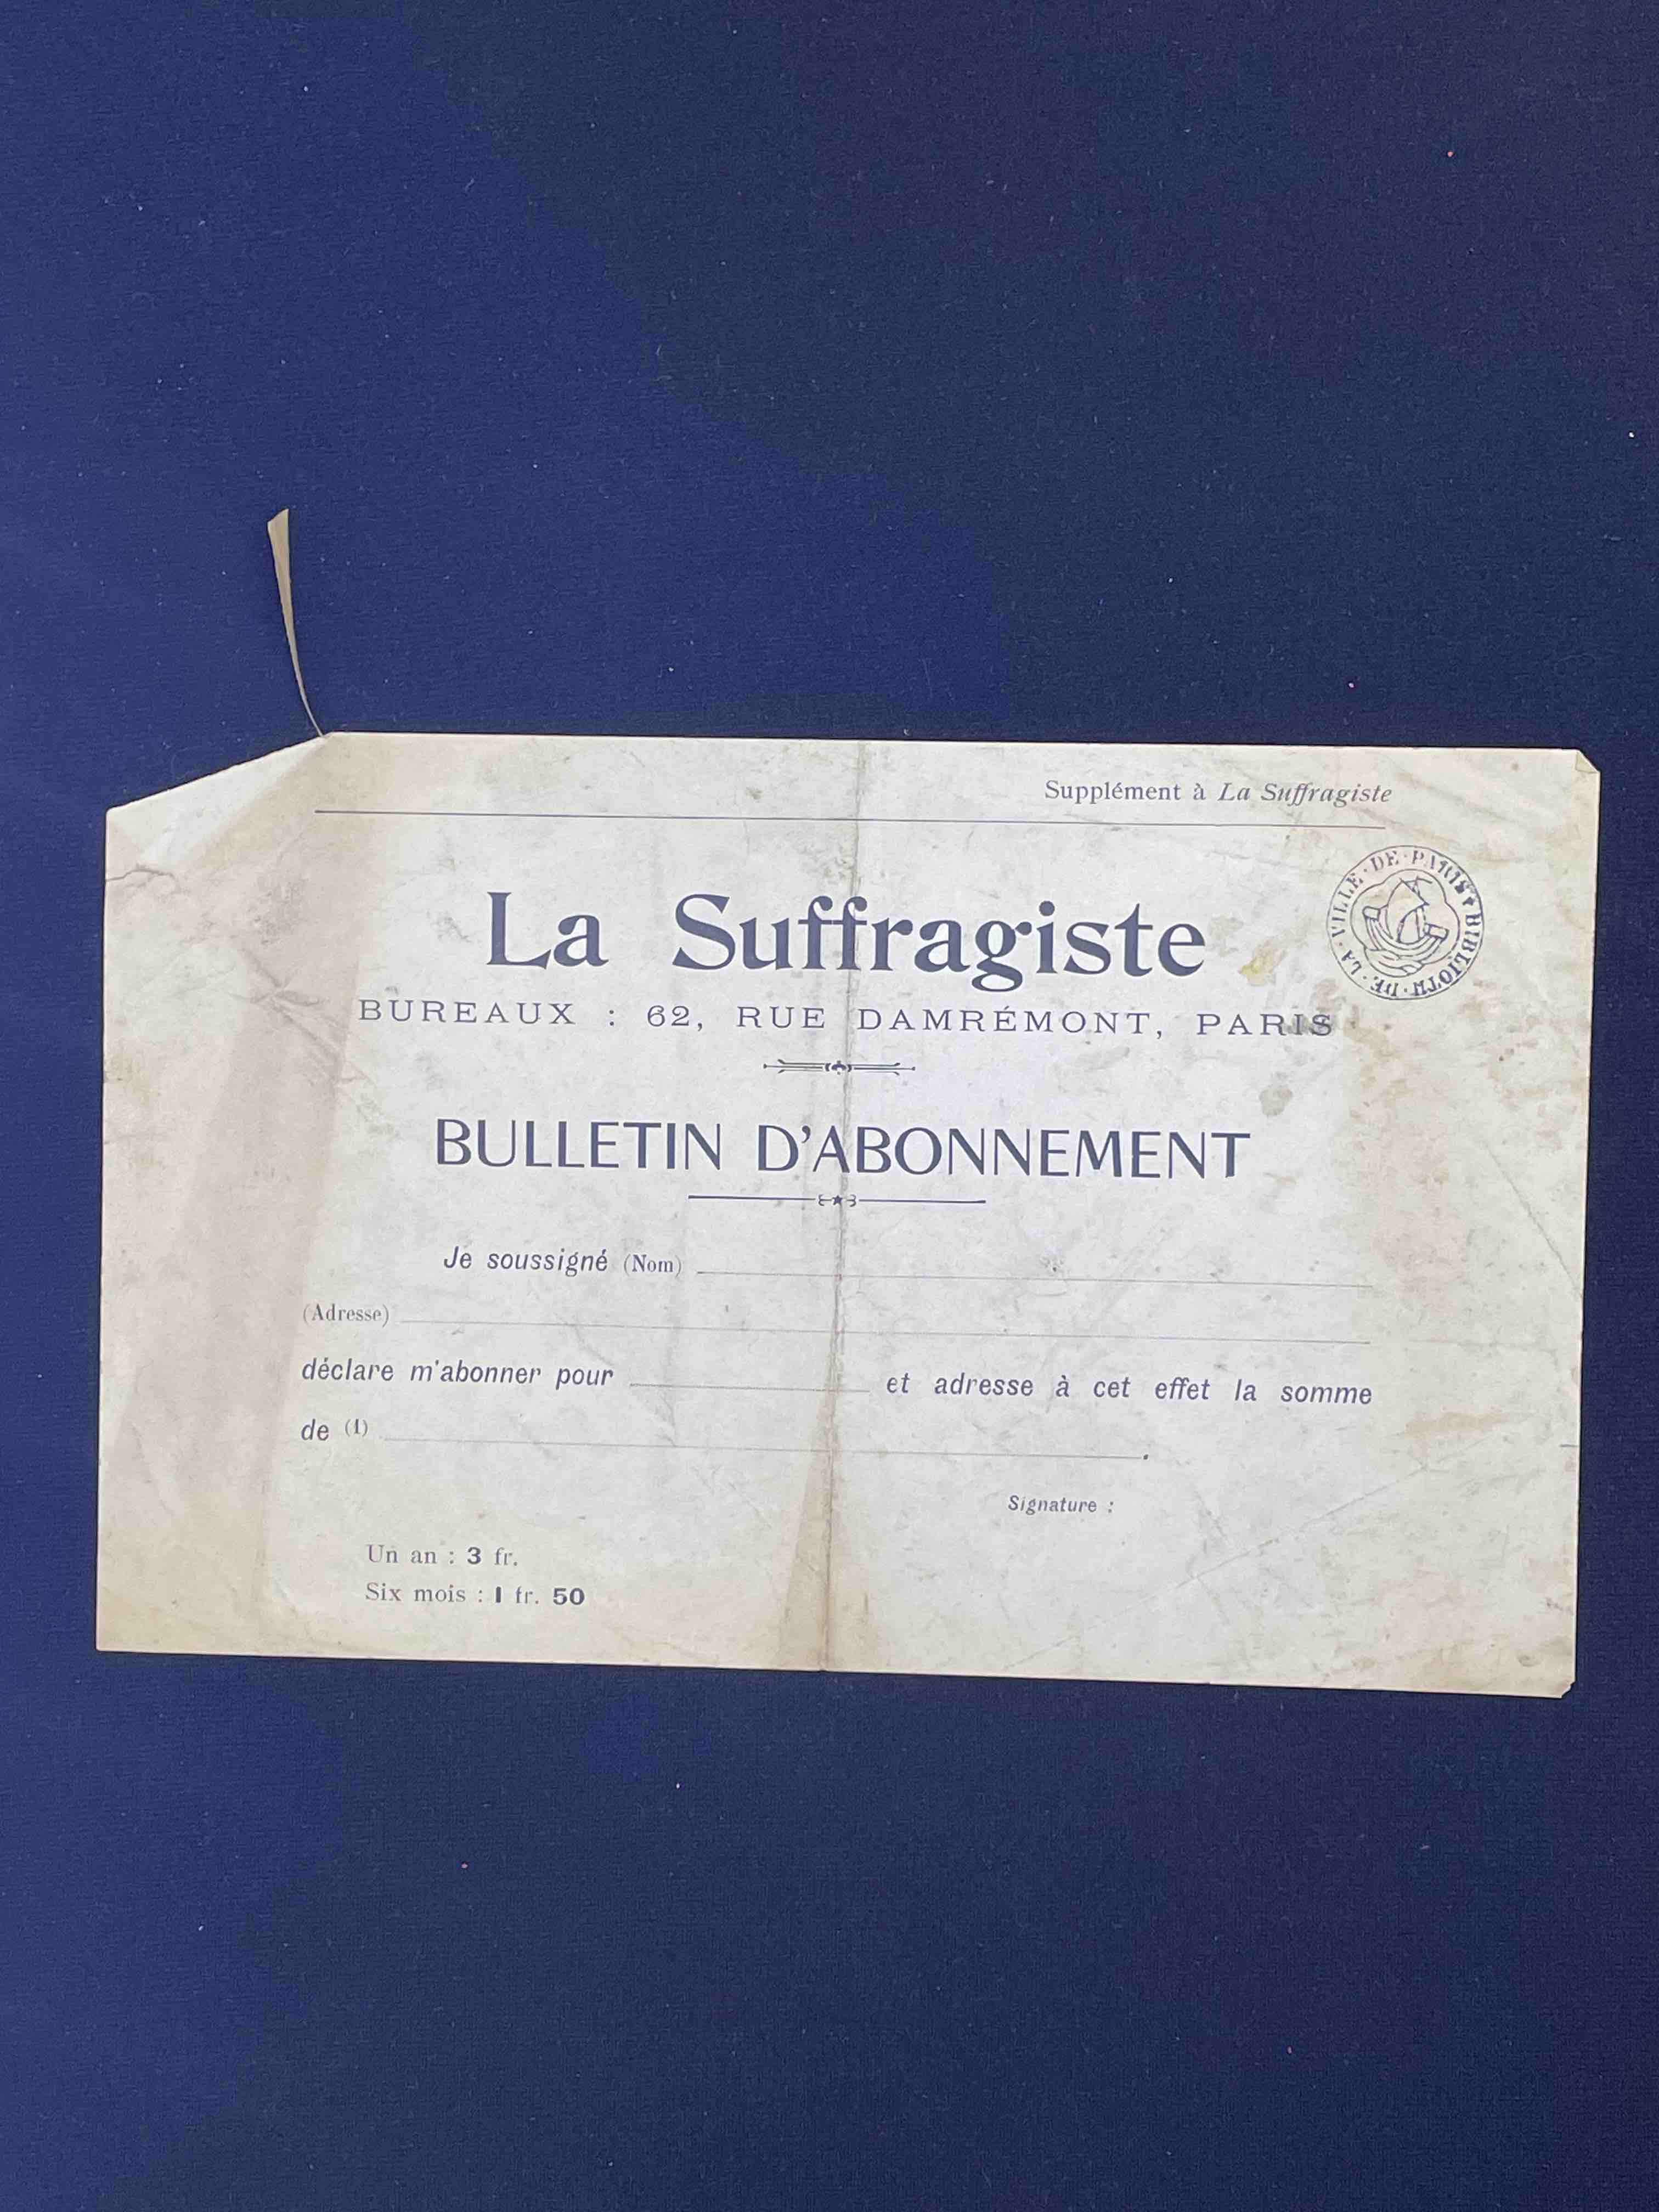 Supplément à La Suffragiste
La Suffragiste
BUREAUX : 62, RUE DAMRÉMONT, PARIS
BIBLIOTH · DE · LA · VILLE · DE · PARIS
BULLETIN D'ABONNEMENT
Je soussigné (Nom)
(Adresse)
déclare m'abonner pour et adresse à cet effet la somme
de (1) .
Signature :
Un an : 3 fr.
Six mois : 1 fr. 50